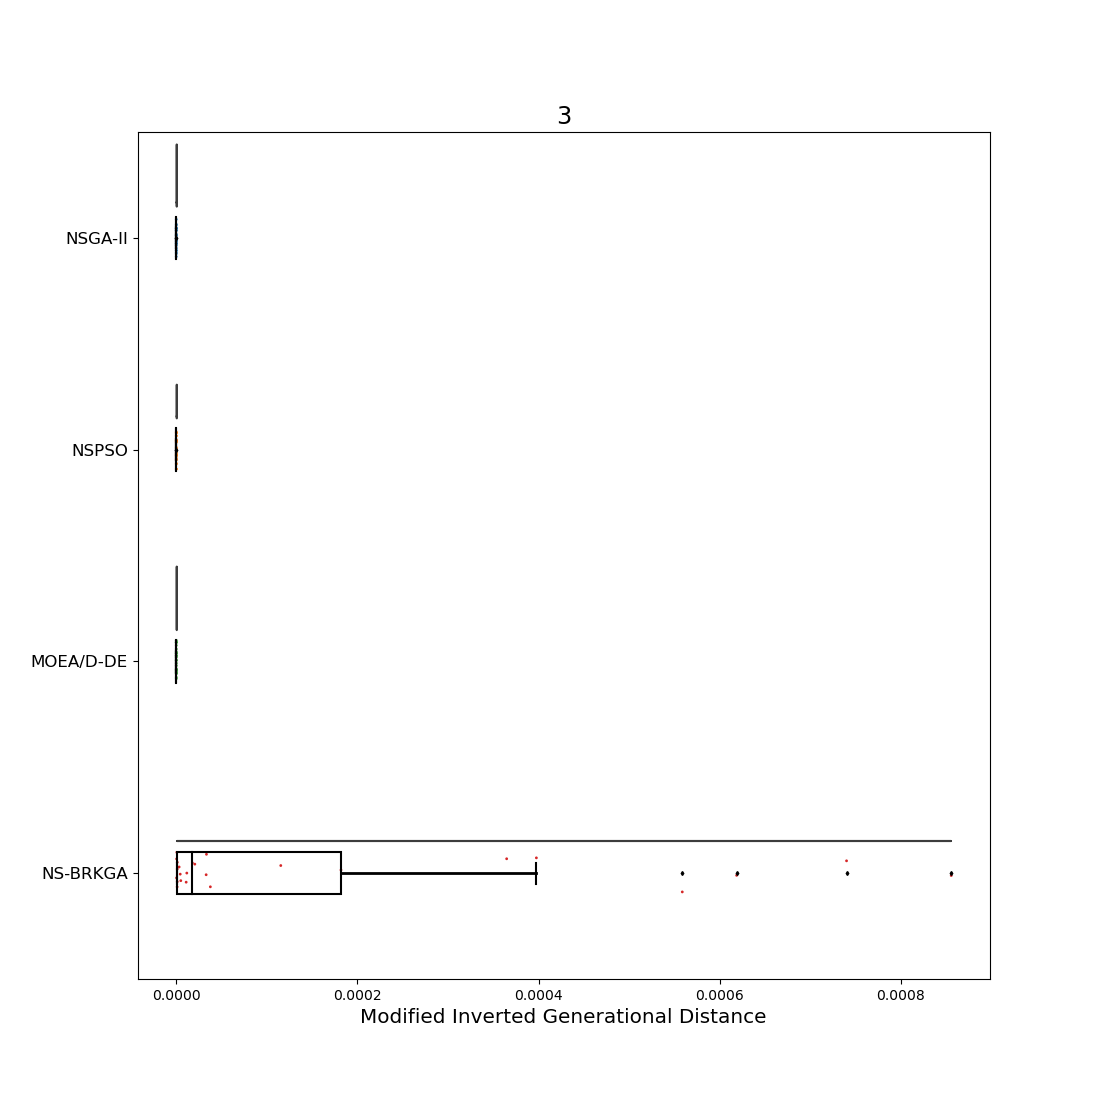 3
NSGA-II
NSPSO
MOEA/D-DE
NS-BRKGA
0.0000 0.0002 0.0004 0.0006 0.0008
Modified Inverted Generational Distance